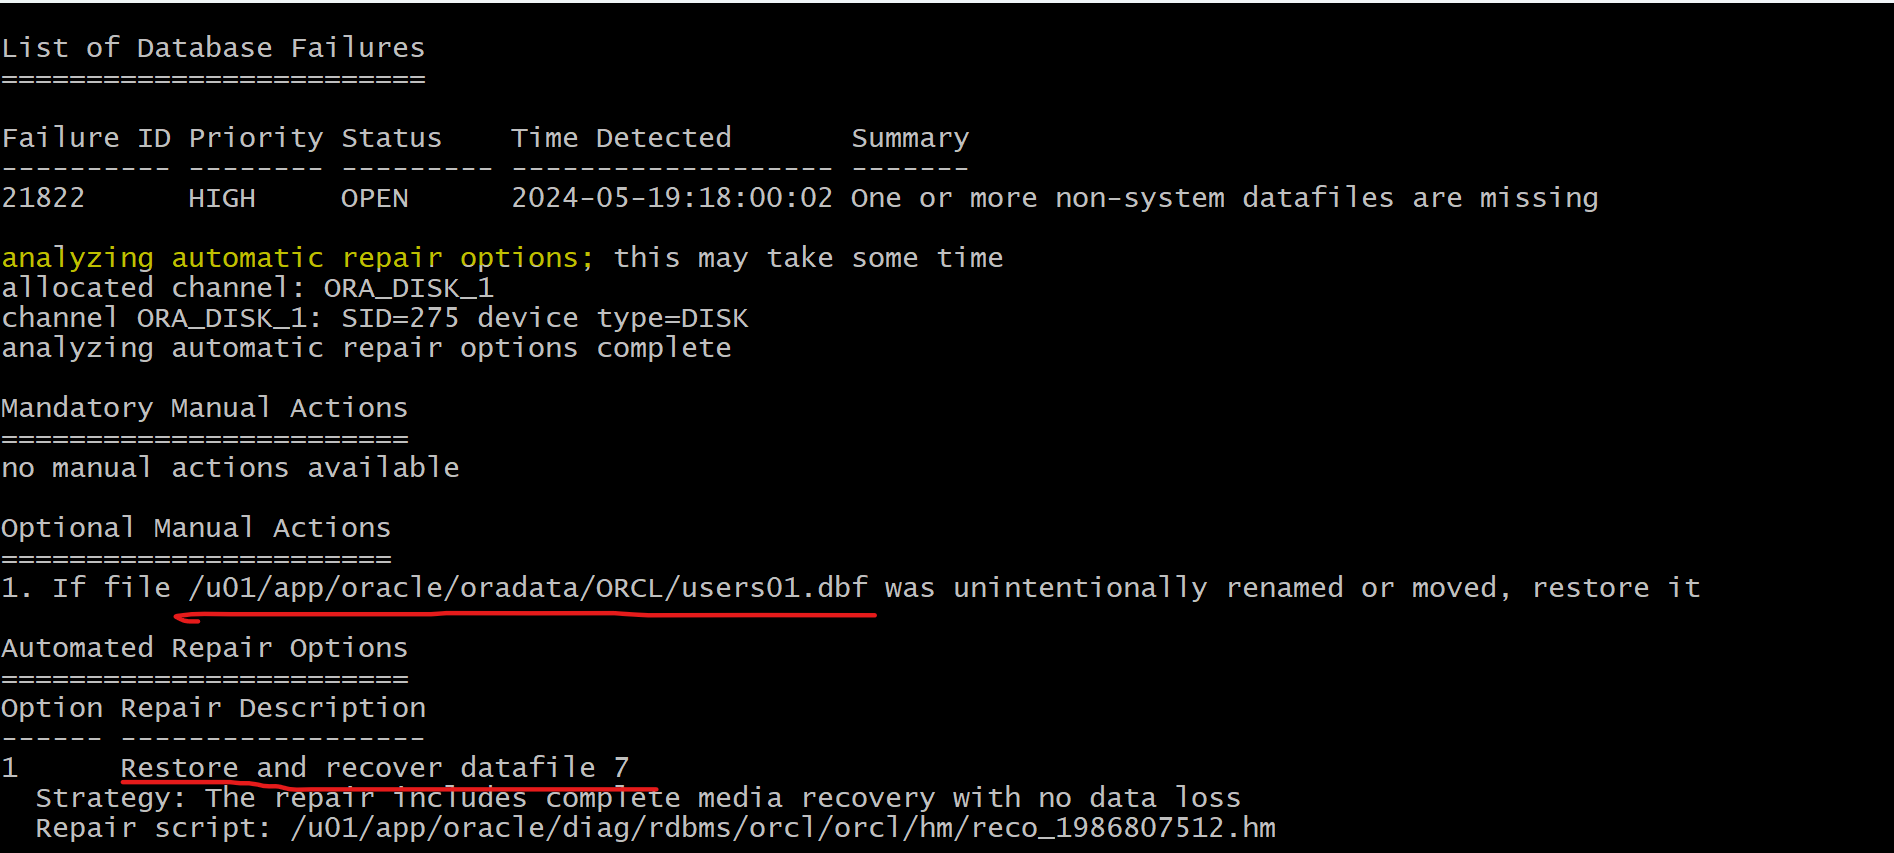 List of Database Failures
=========================
Failure ID Priority Status    Time Detected       Summary
---------- -------- --------- ------------------- -------
21822      HIGH     OPEN      2024-05-19:18:00:02 One or more non-system datafiles are missing
analyzing automatic repair options; this may take some time
allocated channel: ORA_DISK_1
channel ORA_DISK_1: SID=275 device type=DISK
analyzing automatic repair options complete
Mandatory Manual Actions
========================
no manual actions available
Optional Manual Actions
=======================
1. If file /u01/app/oracle/oradata/ORCL/users01.dbf was unintentionally renamed or moved, restore it
Automated Repair Options
========================
Option Repair Description
------ ------------------
1      Restore and recover datafile 7
  Strategy: The repair includes complete media recovery with no data loss
  Repair script: /u01/app/oracle/diag/rdbms/orcl/orcl/hm/reco_1986807512.hm